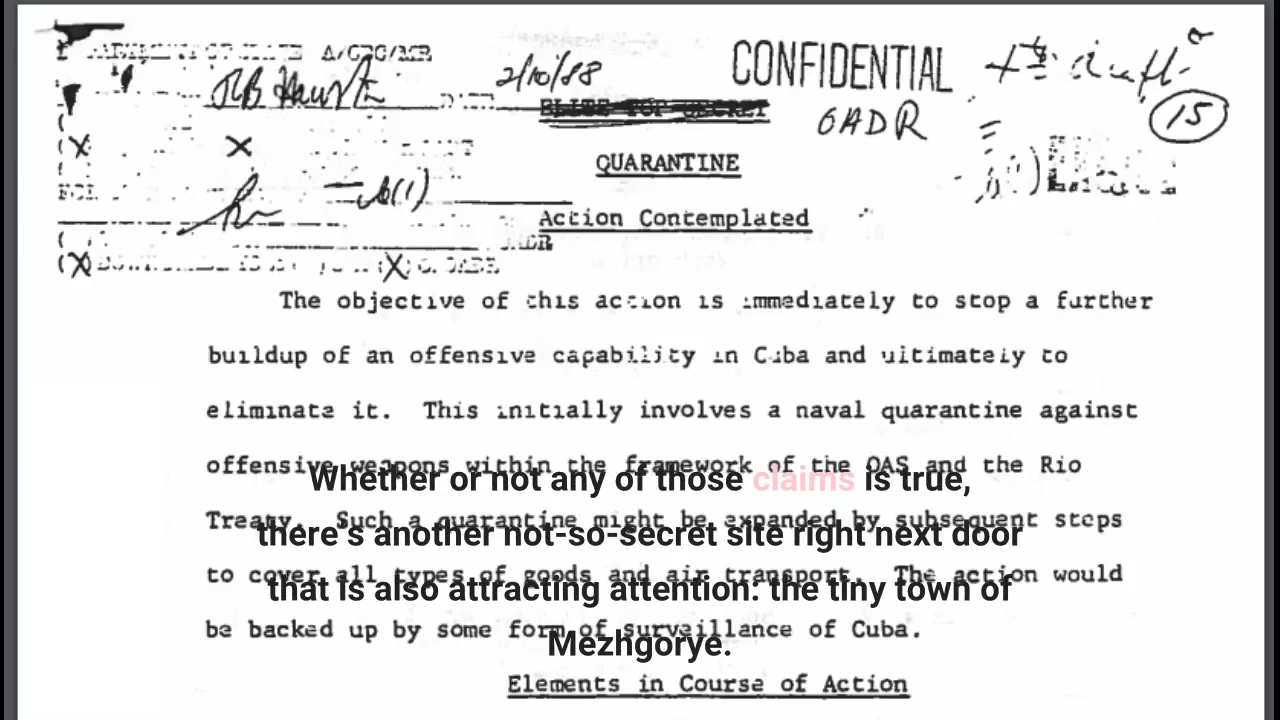 A/CDC/MR
2/10/88
CONFIDENTIAL
OADR
15
QUARANTINE
b(1)
Action Contemplated
OADR
The objective of this action is immediately to stop a further
buildup of an offensive capability in Cuba and ultimately to
eliminate it. This initially involves a naval quarantine against
offensive weapons within the framework of the OAS and the Rio
Whether or not any of those claims is true,
Treaty. Such a quarantine might be expanded by subsequent steps
there's another not-so-secret site right next door
to cover all types of goods and air transport. The action would
that is also attracting attention: the tiny town of
be backed up by some form of surveillance of Cuba.
Mezhgorye.
Elements in Course of Action